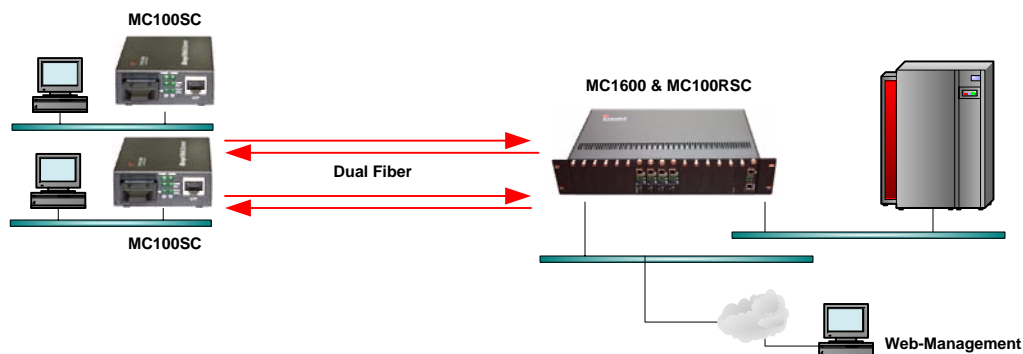 MC100SC
MC1600 & MC100RSC
Dual Fiber
MC100SC
Web-Management